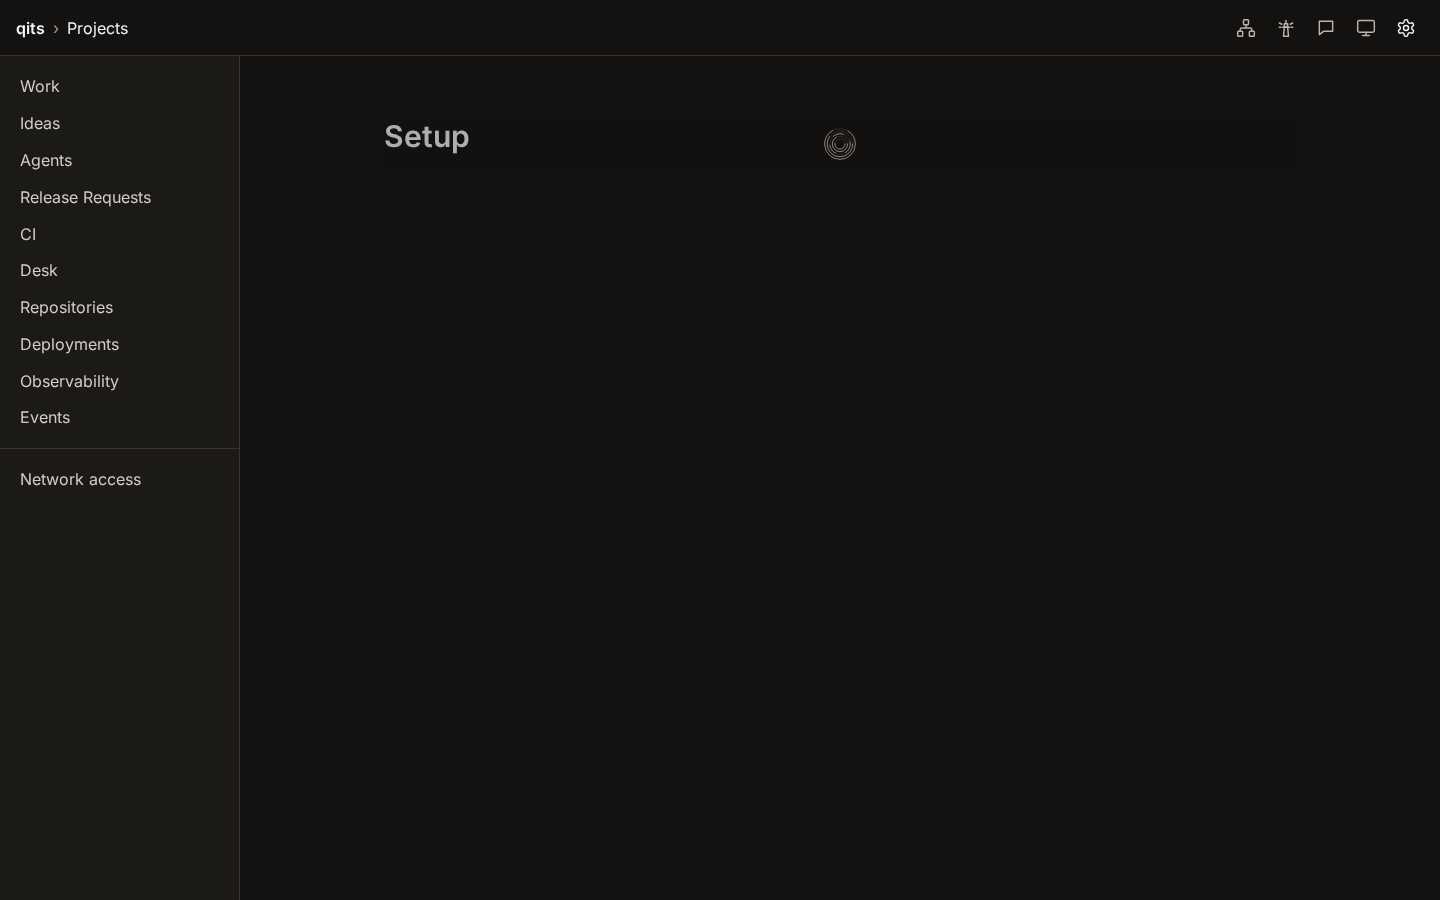 qits › Projects
Work
Ideas
Agents
Release Requests
CI
Desk
Repositories
Deployments
Observability
Events
Network access
Setup